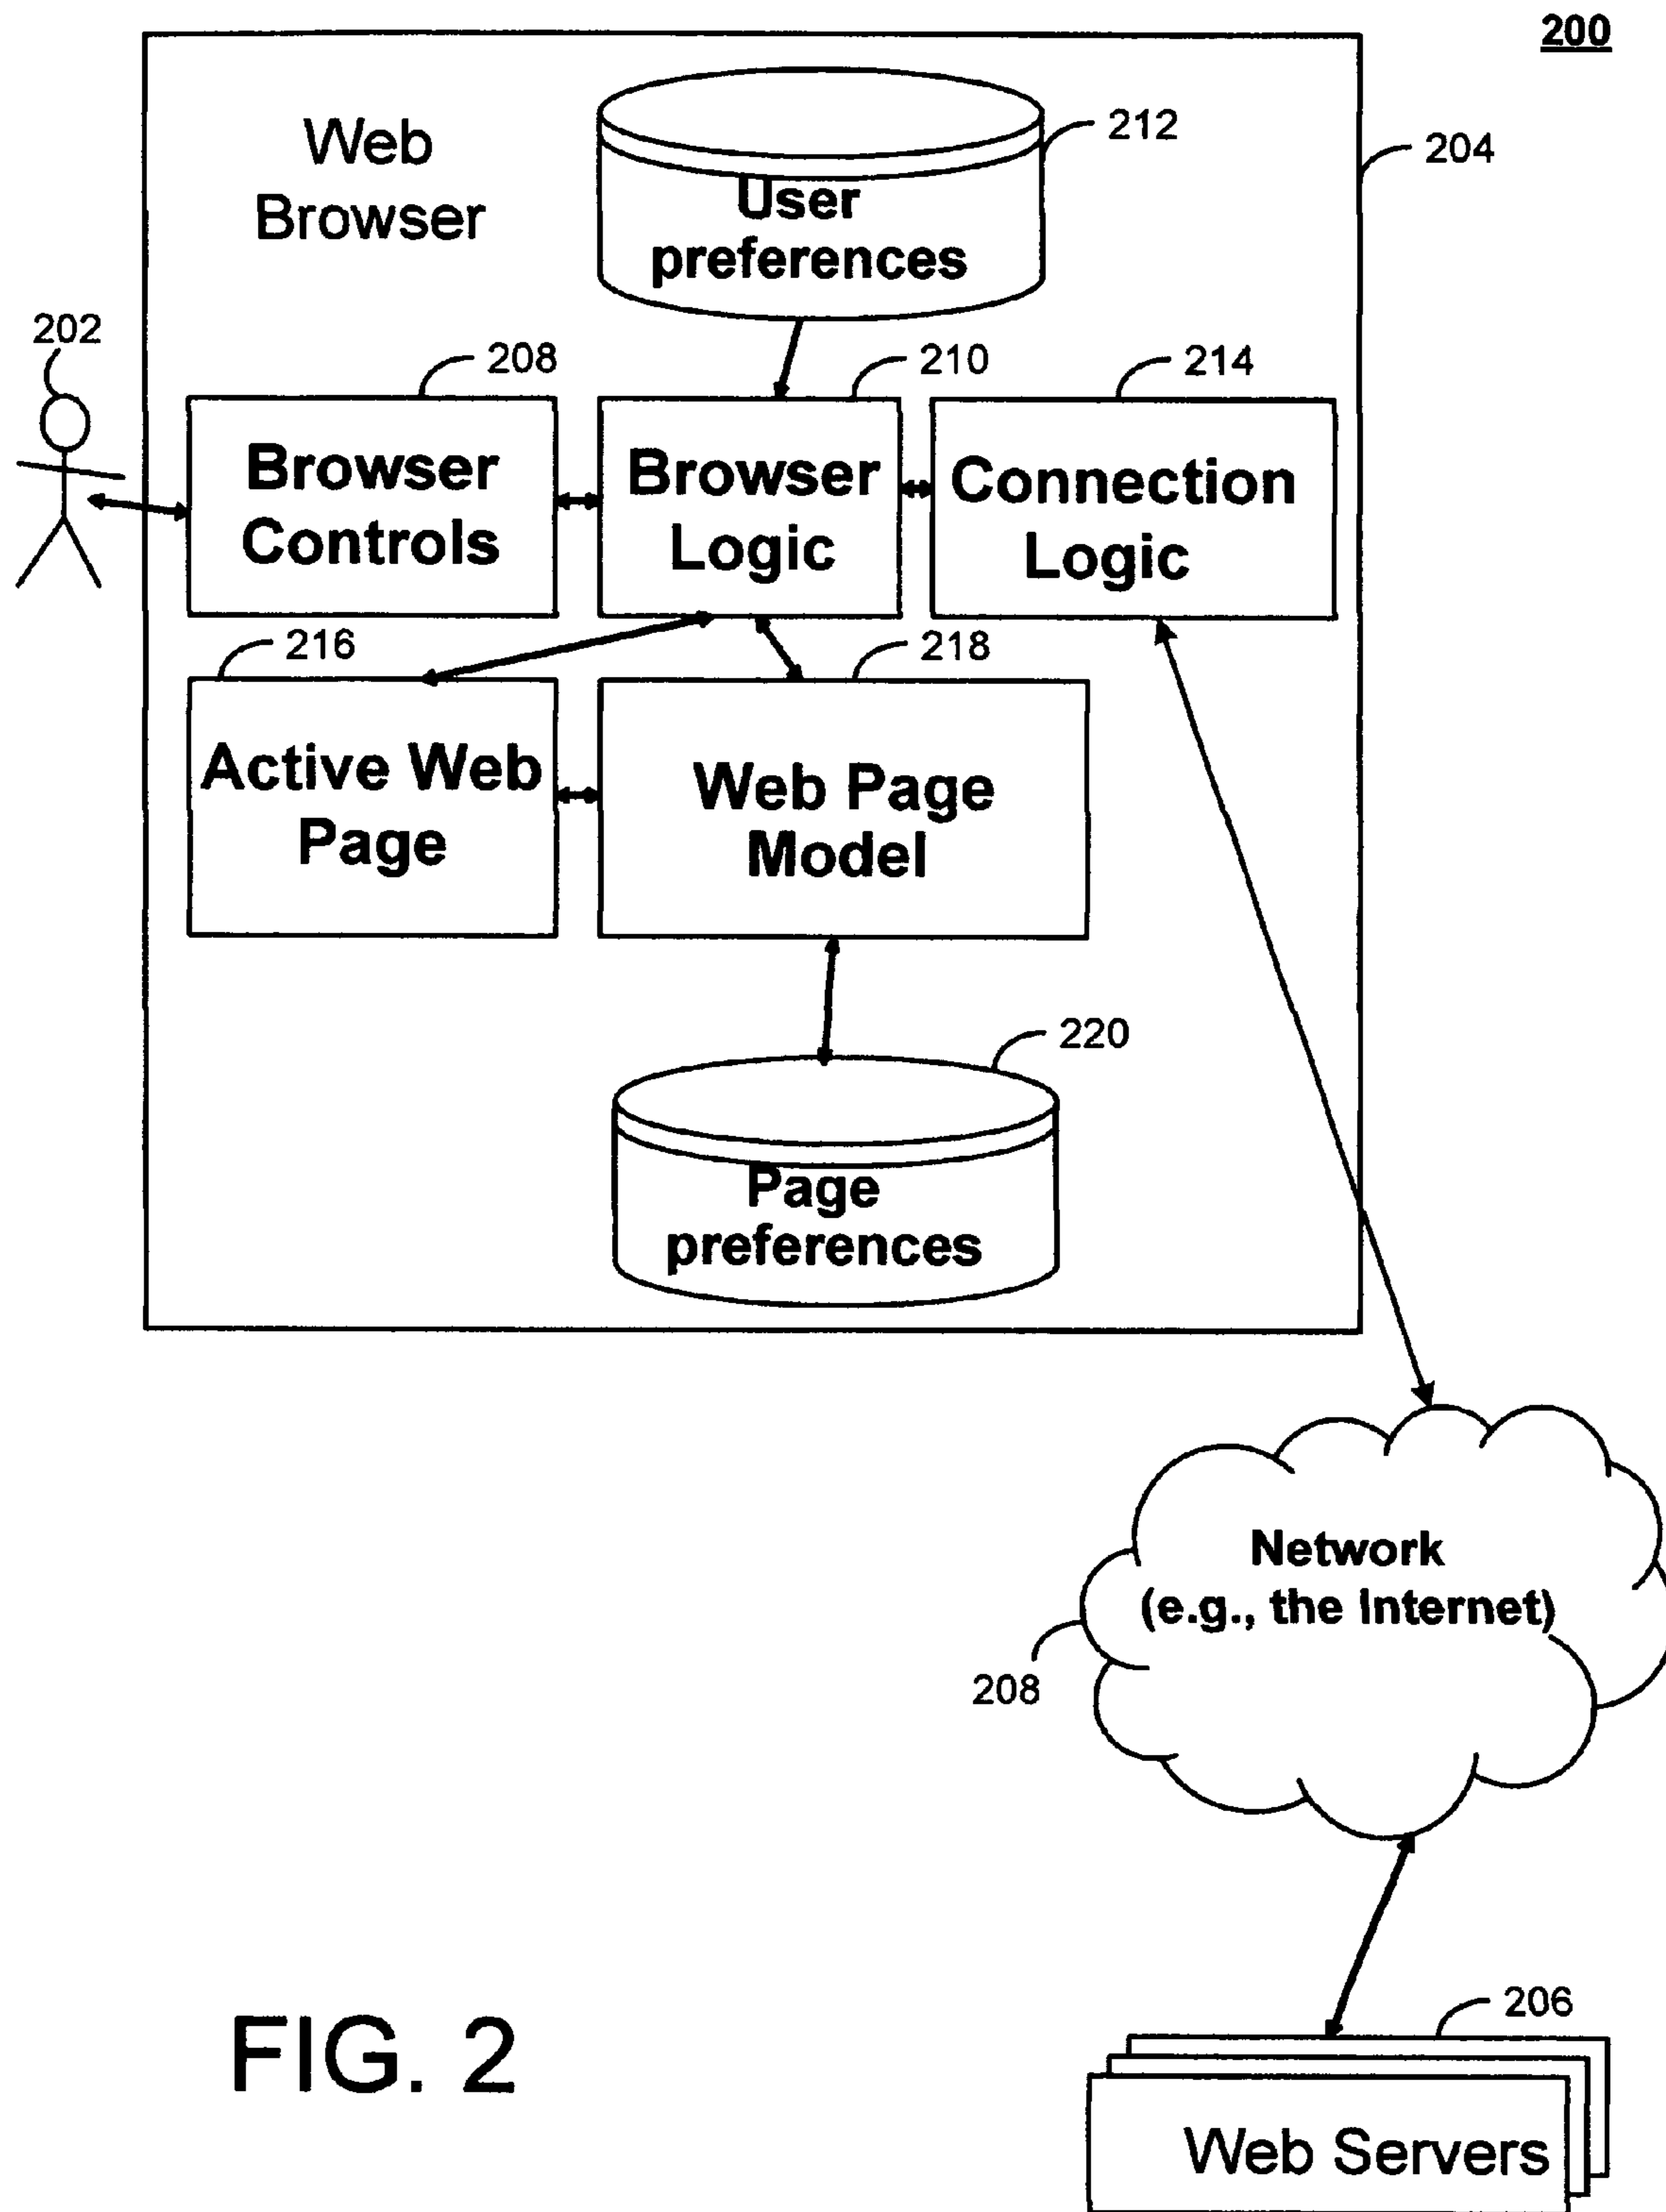 200
Web
Browser
212
204
User
preferences
202
208
210
214
Browser
Controls
Browser
Logic
Connection
Logic
216
218
Active Web
Page
Web Page
Model
220
Page
preferences
Network
(e.g., the Internet)
208
206
Web Servers
FIG. 2